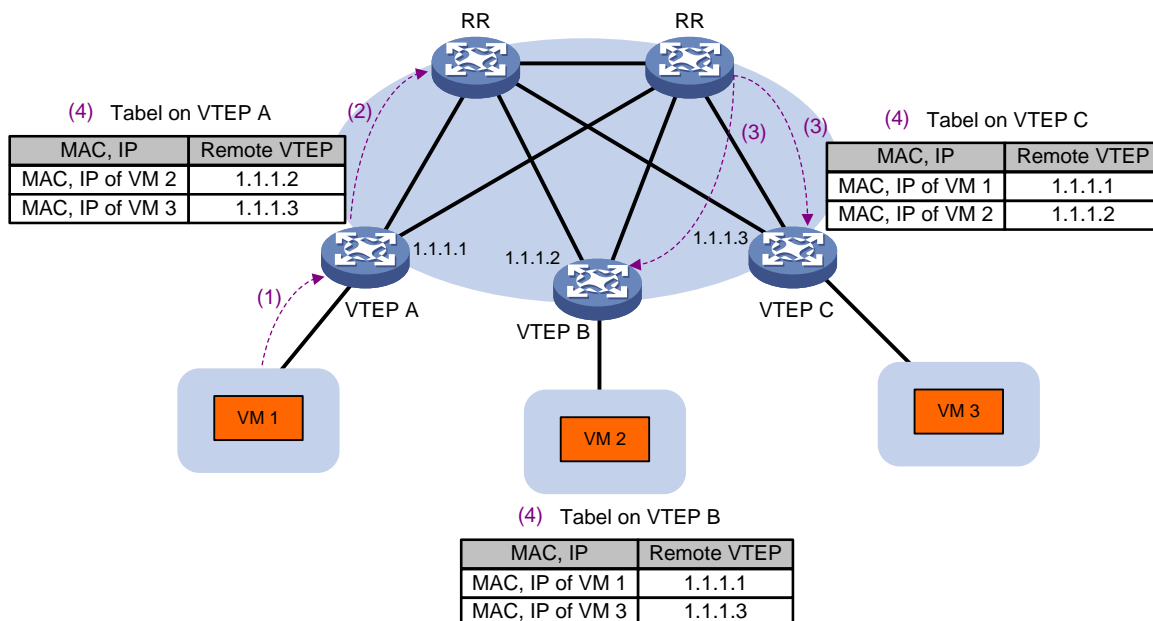 RR
RR
(4) Tabel on VTEP A
MAC, IP Remote VTEP
MAC, IP of VM 2 1.1.1.2
MAC, IP of VM 3 1.1.1.3
(2)
(3)
(3)
(4) Tabel on VTEP C
MAC, IP Remote VTEP
MAC, IP of VM 1 1.1.1.1
MAC, IP of VM 2 1.1.1.2
1.1.1.1
1.1.1.2
1.1.1.3
(1)
VTEP A
VTEP B
VTEP C
VM 1
VM 2
VM 3
(4) Tabel on VTEP B
MAC, IP Remote VTEP
MAC, IP of VM 1 1.1.1.1
MAC, IP of VM 3 1.1.1.3